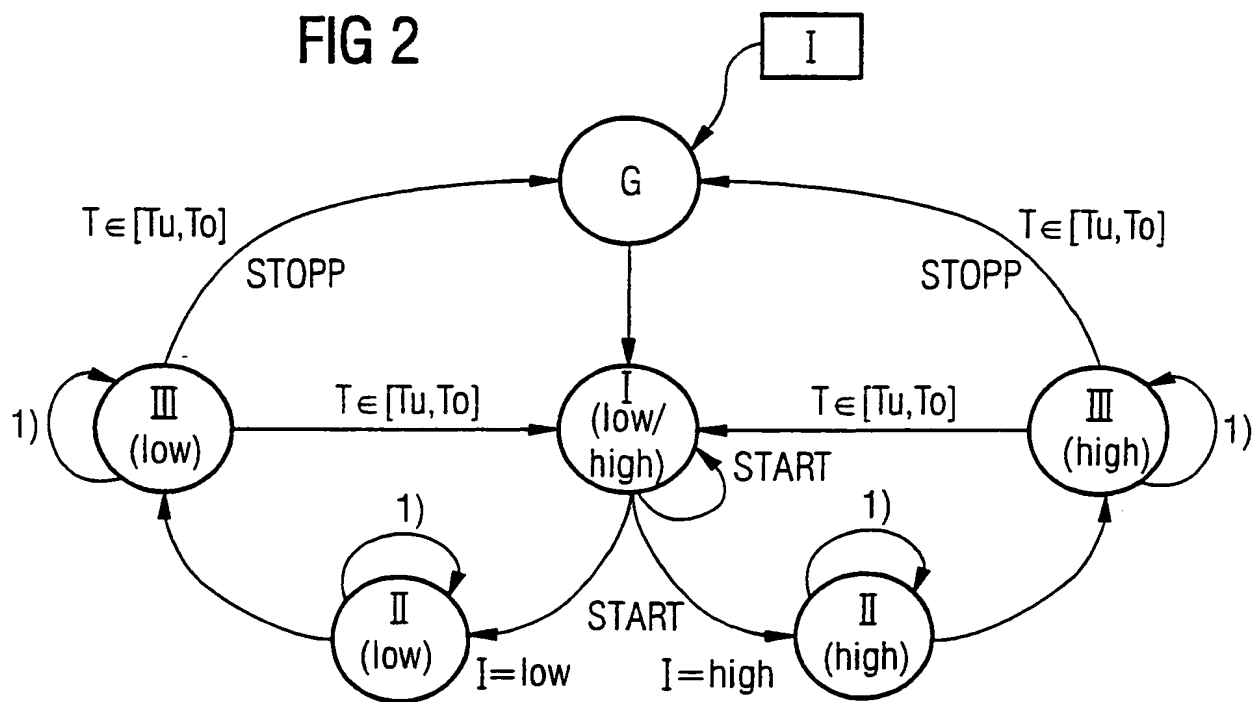 FIG 2
I
G
T∈[Tu,To]
STOPP
T∈[Tu,To]
STOPP
1)
III
(low)
T∈[Tu,To]
I
(low/
high)
T∈[Tu,To]
START
III
(high)
1)
1)
II
(low)
START
I=low
I=high
1)
II
(high)